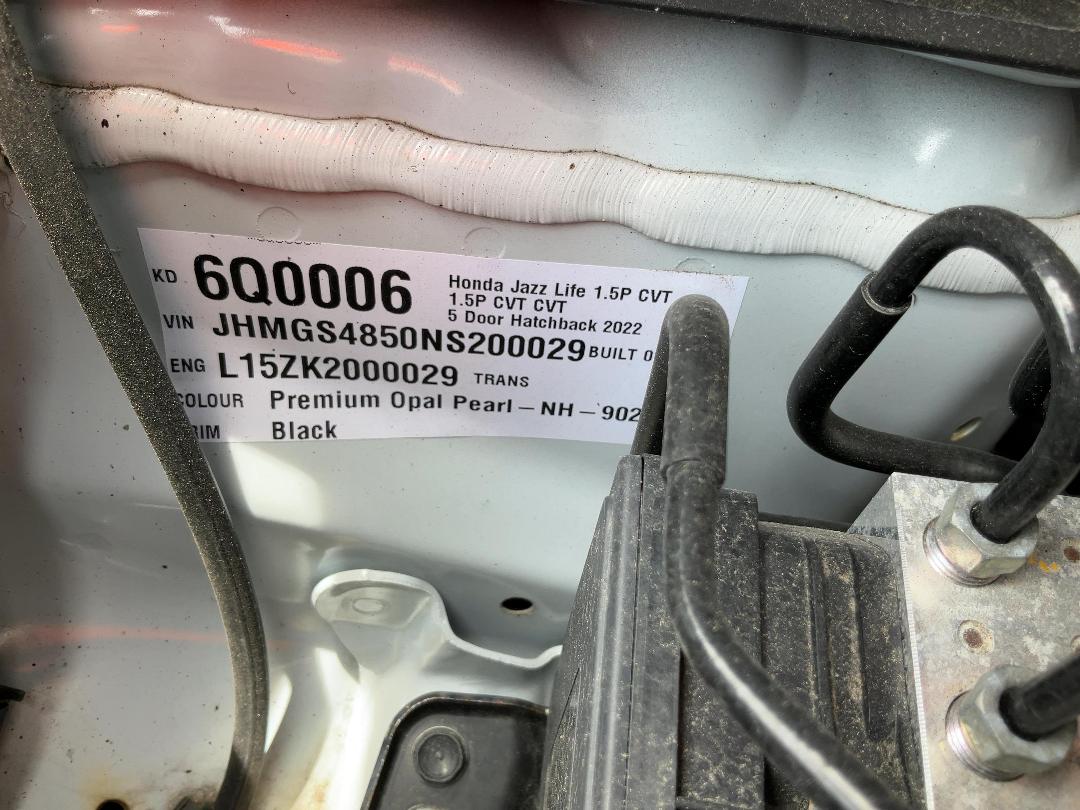 KD 6Q0006
Honda Jazz Life 1.5P CVT
1.5P CVT CVT
5 Door Hatchback 2022
VIN JHMGS4850NS200029 BUILT 0
ENG L15ZK2000029 TRANS
COLOUR Premium Opal Pearl – NH – 902
RIM Black